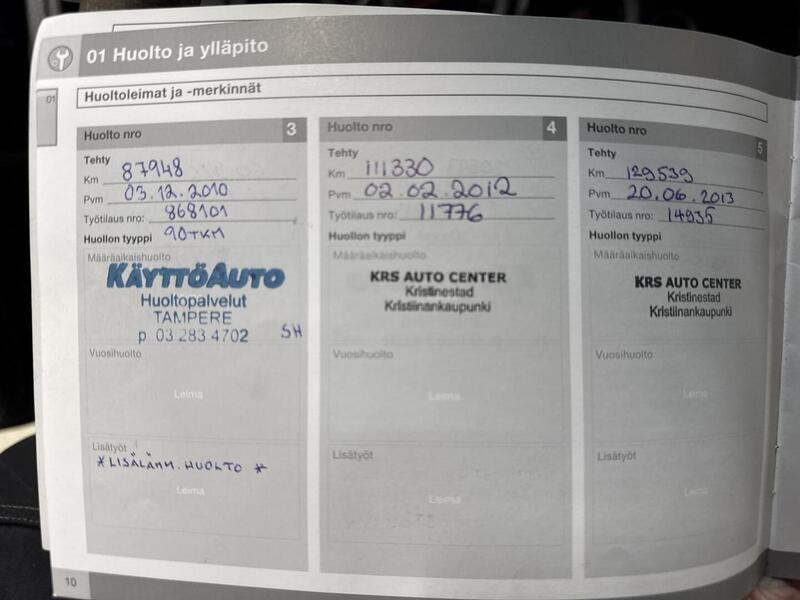 01 Huolto ja ylläpito
01
Huoltoleimat ja -merkinnät
Huolto nro 3
Tehty
Km 87948
Pvm 03.12.2010
Työtilaus nro: 868101
Huollon tyyppi 90TKM
Määräaikaishuolto
KÄYTTÖAUTO
Huoltopalvelut
TAMPERE
p 03 283 4702 SH
Vuosihuolto
Leima
Lisätyöt
* LISÄLÄMM. HUOLTO *
Leima
Huolto nro 4
Tehty
Km 111330
Pvm 02.02.2012
Työtilaus nro: 11776
Huollon tyyppi
Määräaikaishuolto
KRS AUTO CENTER
Kristinestad
Kristiinankaupunki
Vuosihuolto
Leima
Lisätyöt
Leima
Huolto nro 5
Tehty
Km 129539
Pvm 20.06.2013
Työtilaus nro: 14935
Huollon tyyppi
Määräaikaishuolto
KRS AUTO CENTER
Kristinestad
Kristiinankaupunki
Vuosihuolto
Leima
Lisätyöt
Leima
10